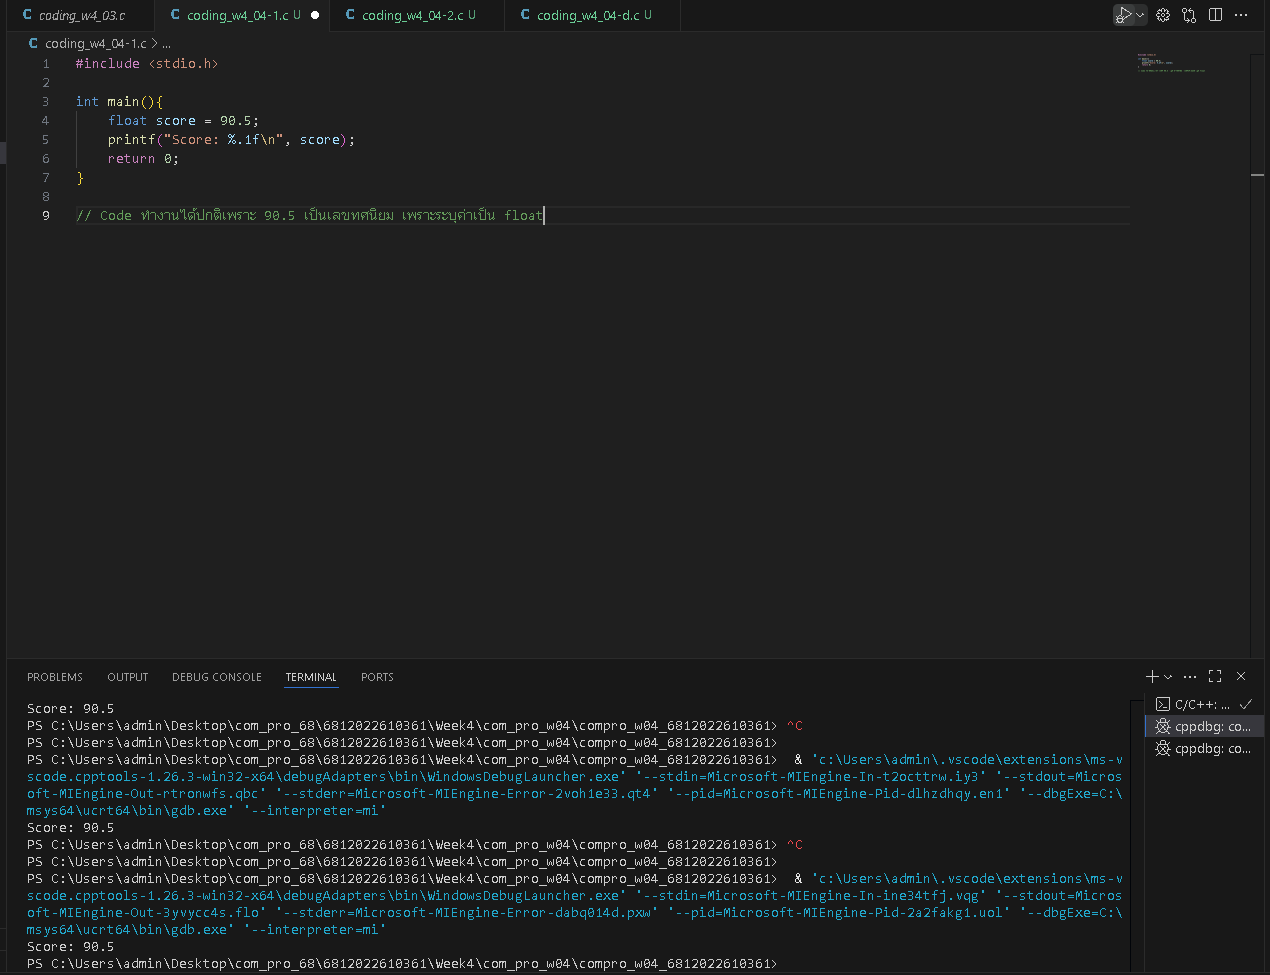 coding_w4_03.c
coding_w4_04-1.c U
coding_w4_04-2.c U
coding_w4_04-d.c U
coding_w4_04-1.c > ...
1 #include <stdio.h>
2
3 int main(){
4 float score = 90.5;
5 printf("Score: %.1f\n", score);
6 return 0;
7 }
8
9 // Code ทำงานได้ปกติเพราะ 90.5 เป็นเลขทศนิยม เพราะระบุค่าเป็น float
PROBLEMS OUTPUT DEBUG CONSOLE TERMINAL PORTS
Score: 90.5
PS C:\Users\admin\Desktop\com_pro_68\6812022610361\Week4\com_pro_w04\compro_w04_6812022610361> ^C
PS C:\Users\admin\Desktop\com_pro_68\6812022610361\Week4\com_pro_w04\compro_w04_6812022610361>
PS C:\Users\admin\Desktop\com_pro_68\6812022610361\Week4\com_pro_w04\compro_w04_6812022610361> & 'c:\Users\admin\.vscode\extensions\ms-v
scode.cpptools-1.26.3-win32-x64\debugAdapters\bin\WindowsDebugLauncher.exe' '--stdin=Microsoft-MIEngine-In-t2octtrw.iy3' '--stdout=Micros
oft-MIEngine-Out-rtronwfs.qbc' '--stderr=Microsoft-MIEngine-Error-2voh1e33.qt4' '--pid=Microsoft-MIEngine-Pid-dlhzdhqy.en1' '--dbgExe=C:\
msys64\ucrt64\bin\gdb.exe' '--interpreter=mi'
Score: 90.5
PS C:\Users\admin\Desktop\com_pro_68\6812022610361\Week4\com_pro_w04\compro_w04_6812022610361> ^C
PS C:\Users\admin\Desktop\com_pro_68\6812022610361\Week4\com_pro_w04\compro_w04_6812022610361>
PS C:\Users\admin\Desktop\com_pro_68\6812022610361\Week4\com_pro_w04\compro_w04_6812022610361> & 'c:\Users\admin\.vscode\extensions\ms-v
scode.cpptools-1.26.3-win32-x64\debugAdapters\bin\WindowsDebugLauncher.exe' '--stdin=Microsoft-MIEngine-In-ine34tfj.vqg' '--stdout=Micros
oft-MIEngine-Out-3yvycc4s.flo' '--stderr=Microsoft-MIEngine-Error-dabq014d.pxw' '--pid=Microsoft-MIEngine-Pid-2a2fakg1.uol' '--dbgExe=C:\
msys64\ucrt64\bin\gdb.exe' '--interpreter=mi'
Score: 90.5
PS C:\Users\admin\Desktop\com_pro_68\6812022610361\Week4\com_pro_w04\compro_w04_6812022610361>
C/C++: ...
cppdbg: co...
cppdbg: co...